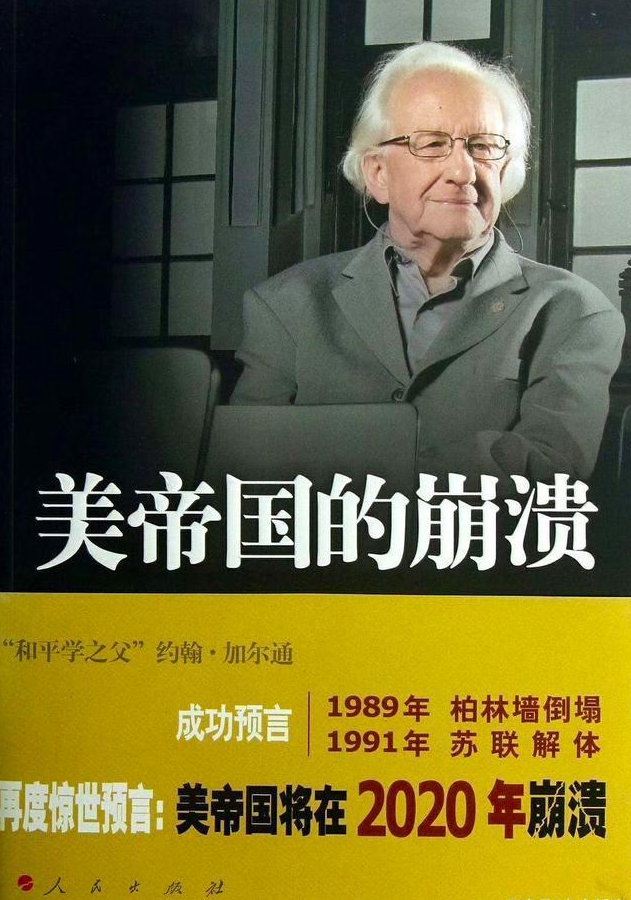 美帝国的崩溃
“和平学之父”约翰·加尔通
成功预言
1989年 柏林墙倒塌
1991年 苏联解体
再度惊世预言：美帝国将在2020年崩溃
人民出版社